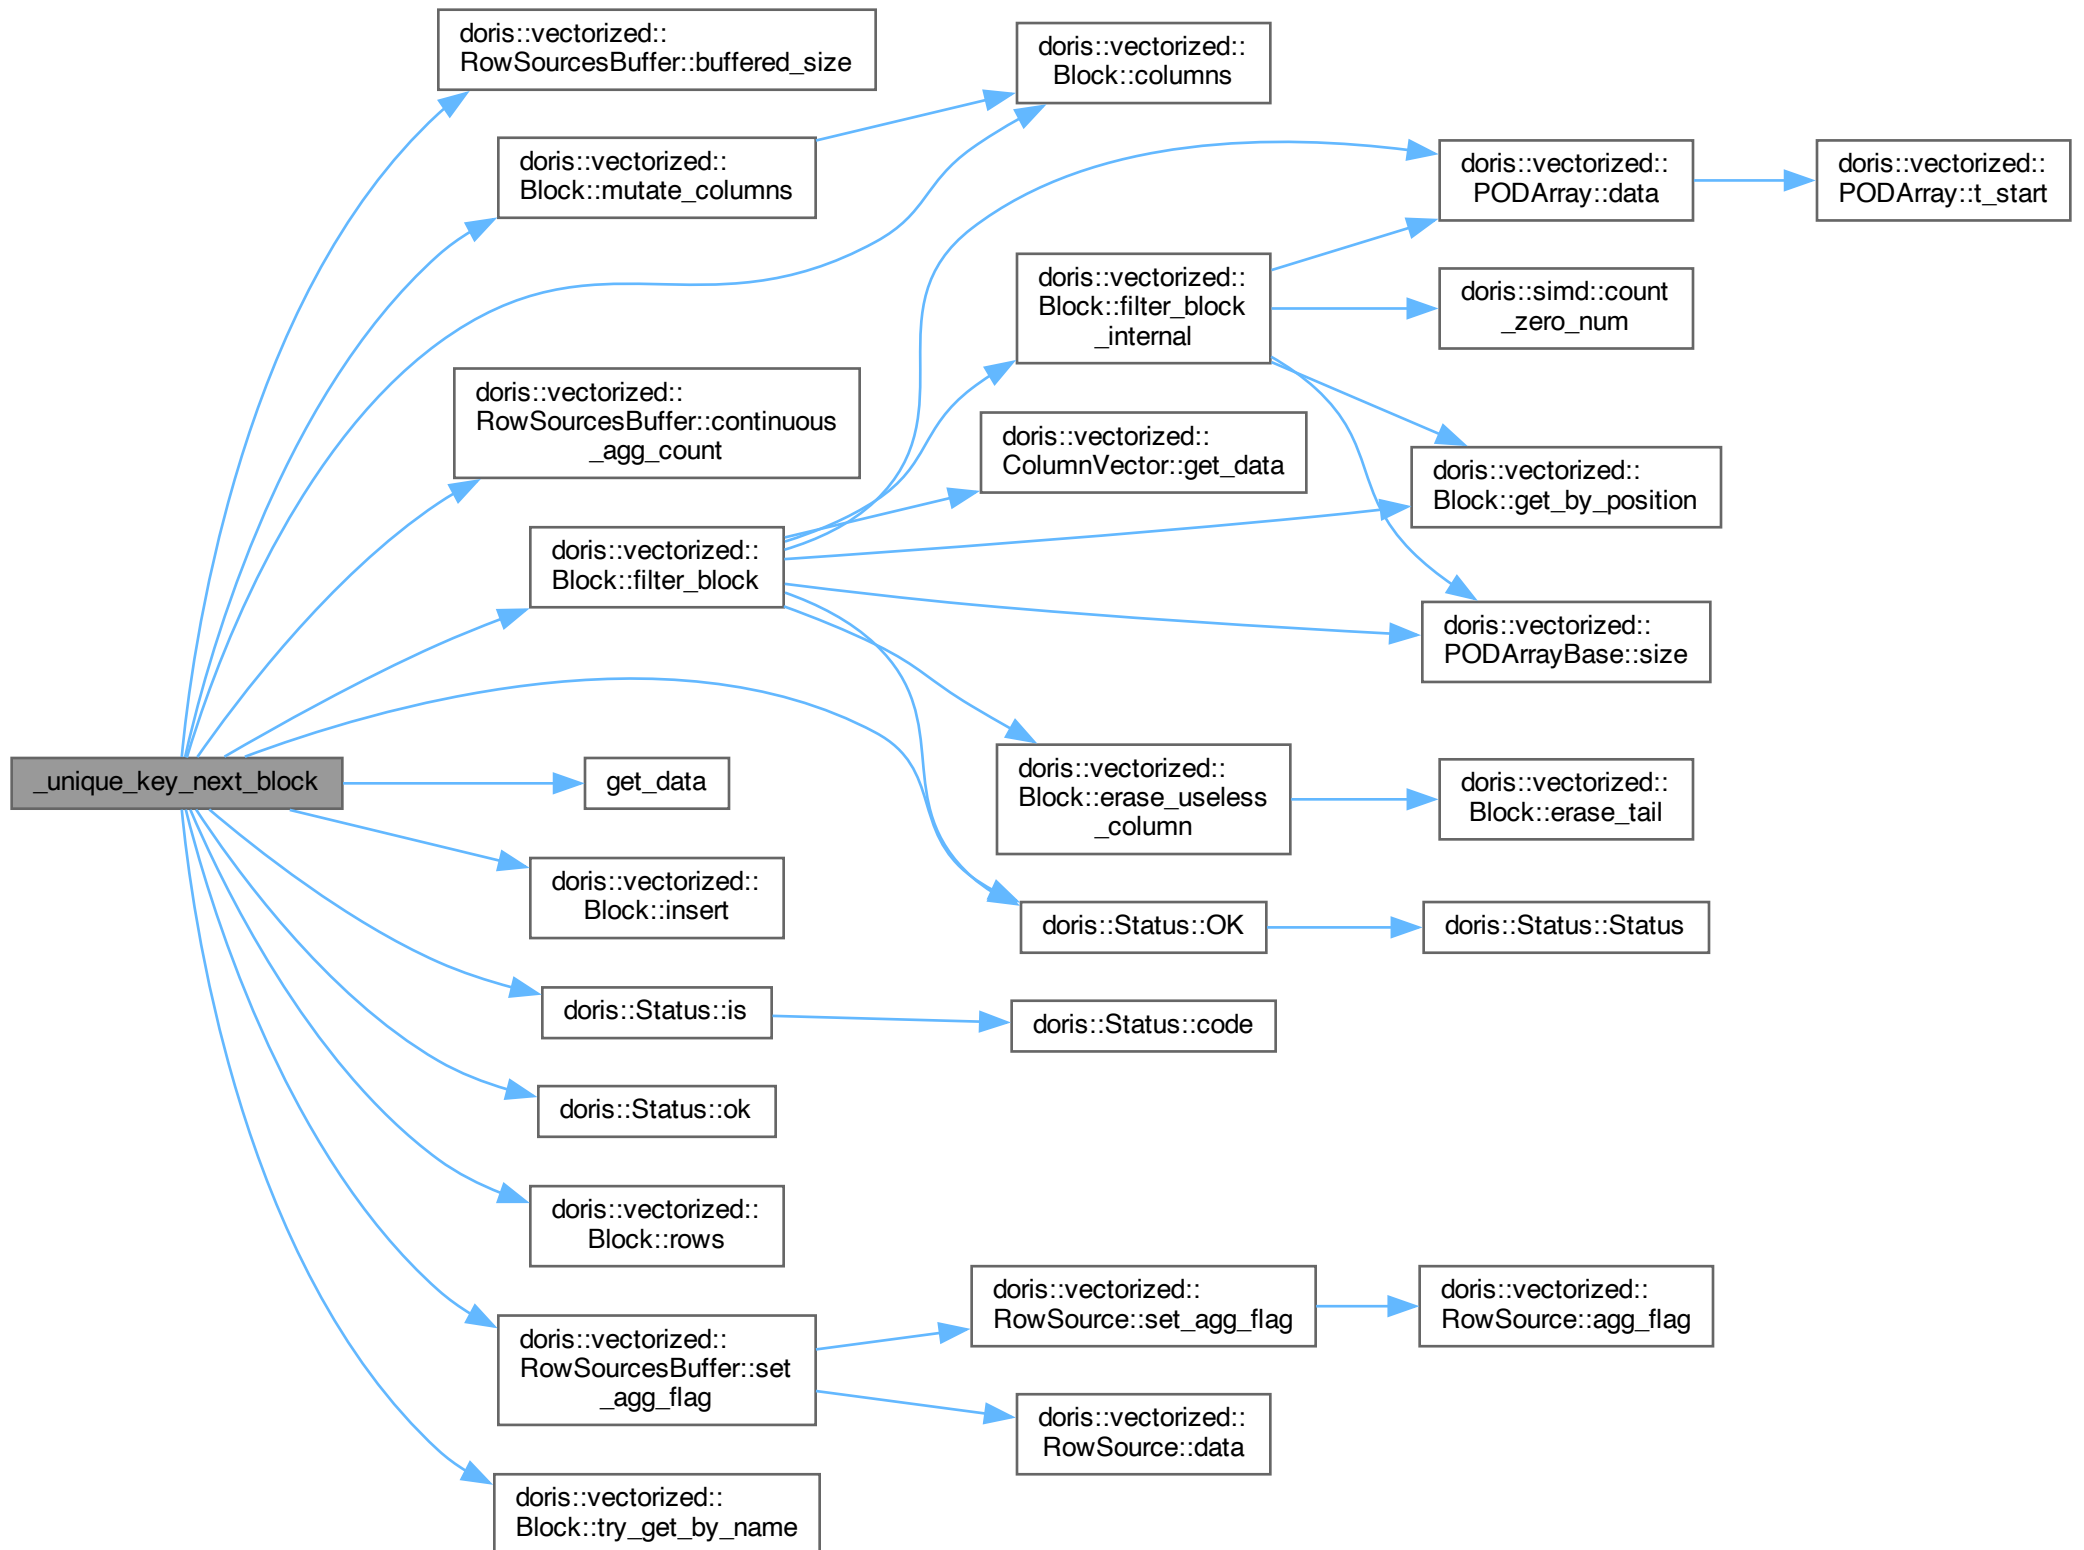 doris::vectorized::
RowSourcesBuffer::buffered_size
doris::vectorized::
Block::mutate_columns
doris::vectorized::
Block::columns
doris::vectorized::
PODArray::data
doris::vectorized::
PODArray::t_start
doris::vectorized::
Block::filter_block
_internal
doris::simd::count
_zero_num
doris::vectorized::
RowSourcesBuffer::continuous
_agg_count
doris::vectorized::
ColumnVector::get_data
doris::vectorized::
Block::get_by_position
doris::vectorized::
Block::filter_block
doris::vectorized::
PODArrayBase::size
_unique_key_next_block
get_data
doris::vectorized::
Block::erase_useless
_column
doris::vectorized::
Block::erase_tail
doris::vectorized::
Block::insert
doris::Status::OK
doris::Status::Status
doris::Status::is
doris::Status::code
doris::Status::ok
doris::vectorized::
Block::rows
doris::vectorized::
RowSource::set_agg_flag
doris::vectorized::
RowSource::agg_flag
doris::vectorized::
RowSourcesBuffer::set
_agg_flag
doris::vectorized::
RowSource::data
doris::vectorized::
Block::try_get_by_name